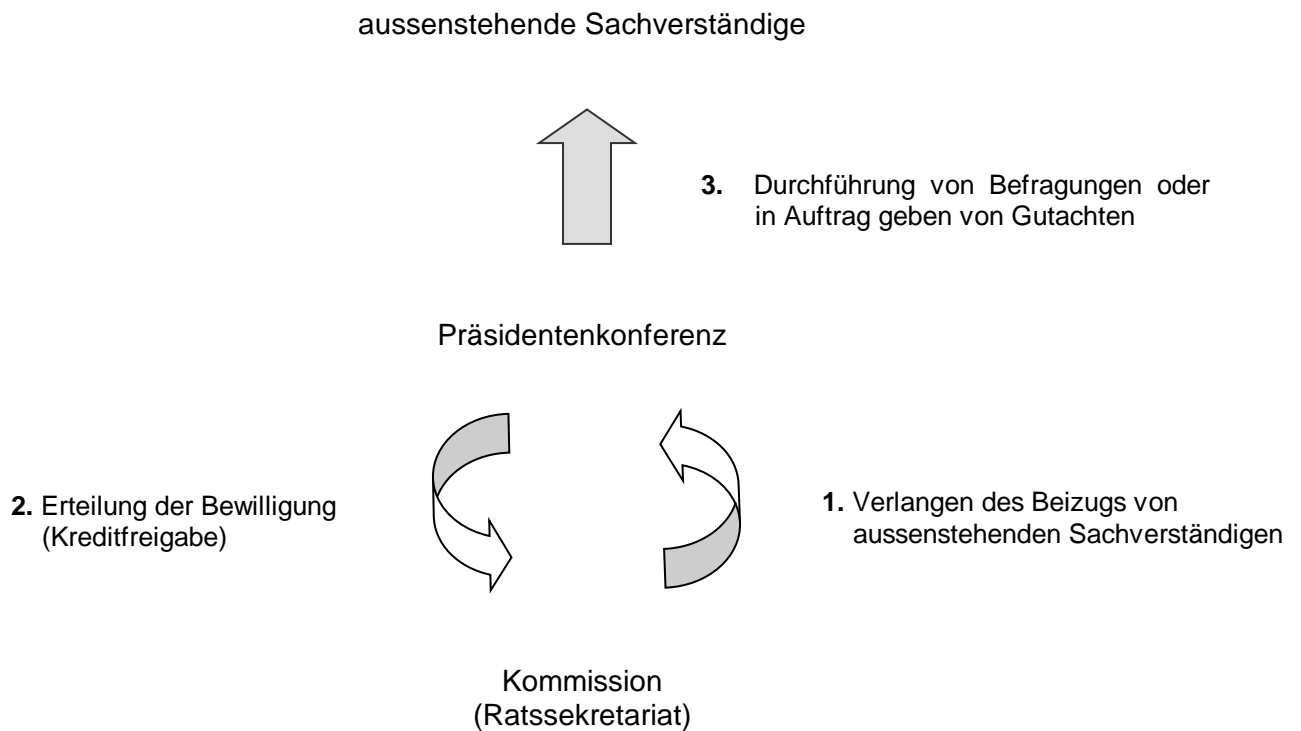 aussenstehende Sachverständige
3. Durchführung von Befragungen oder
in Auftrag geben von Gutachten
Präsidentenkonferenz
2. Erteilung der Bewilligung
(Kreditfreigabe)
1. Verlangen des Beizugs von
aussenstehenden Sachverständigen
Kommission
(Ratssekretariat)